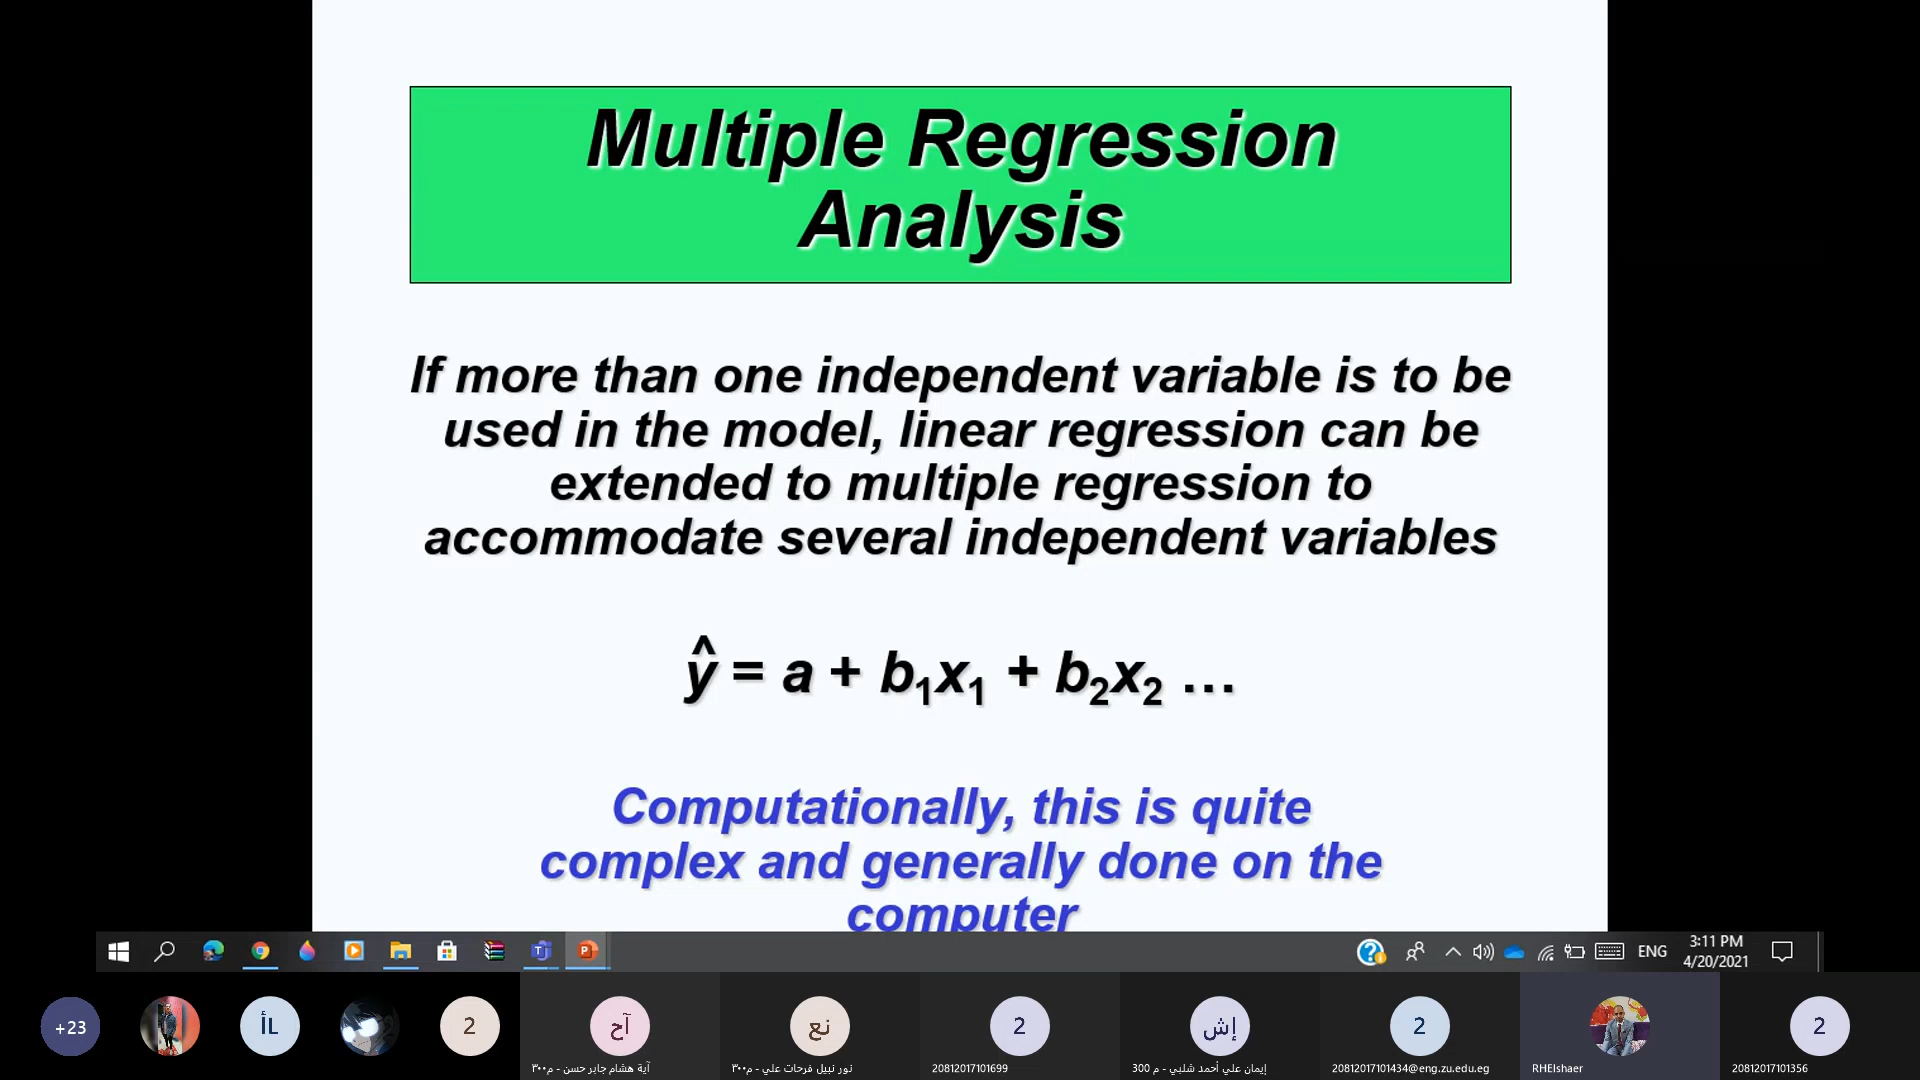 Multiple Regression
Analysis
If more than one independent variable is to be
used in the model, linear regression can be
extended to multiple regression to
accommodate several independent variables
ŷ = a + b₁x₁ + b₂x₂ …
Computationally, this is quite
complex and generally done on the
computer
ENG
3:11 PM
4/20/2021
+23
أL
2
آح
آية هشام جابر حسن - م٣٠٠
نع
نور نبيل فرحات علي - م٣٠٠
2
20812017101699
إش
إيمان علي أحمد شلبي - م 300
2
20812017101434@eng.zu.edu.eg
RHElshaer
2
20812017101356